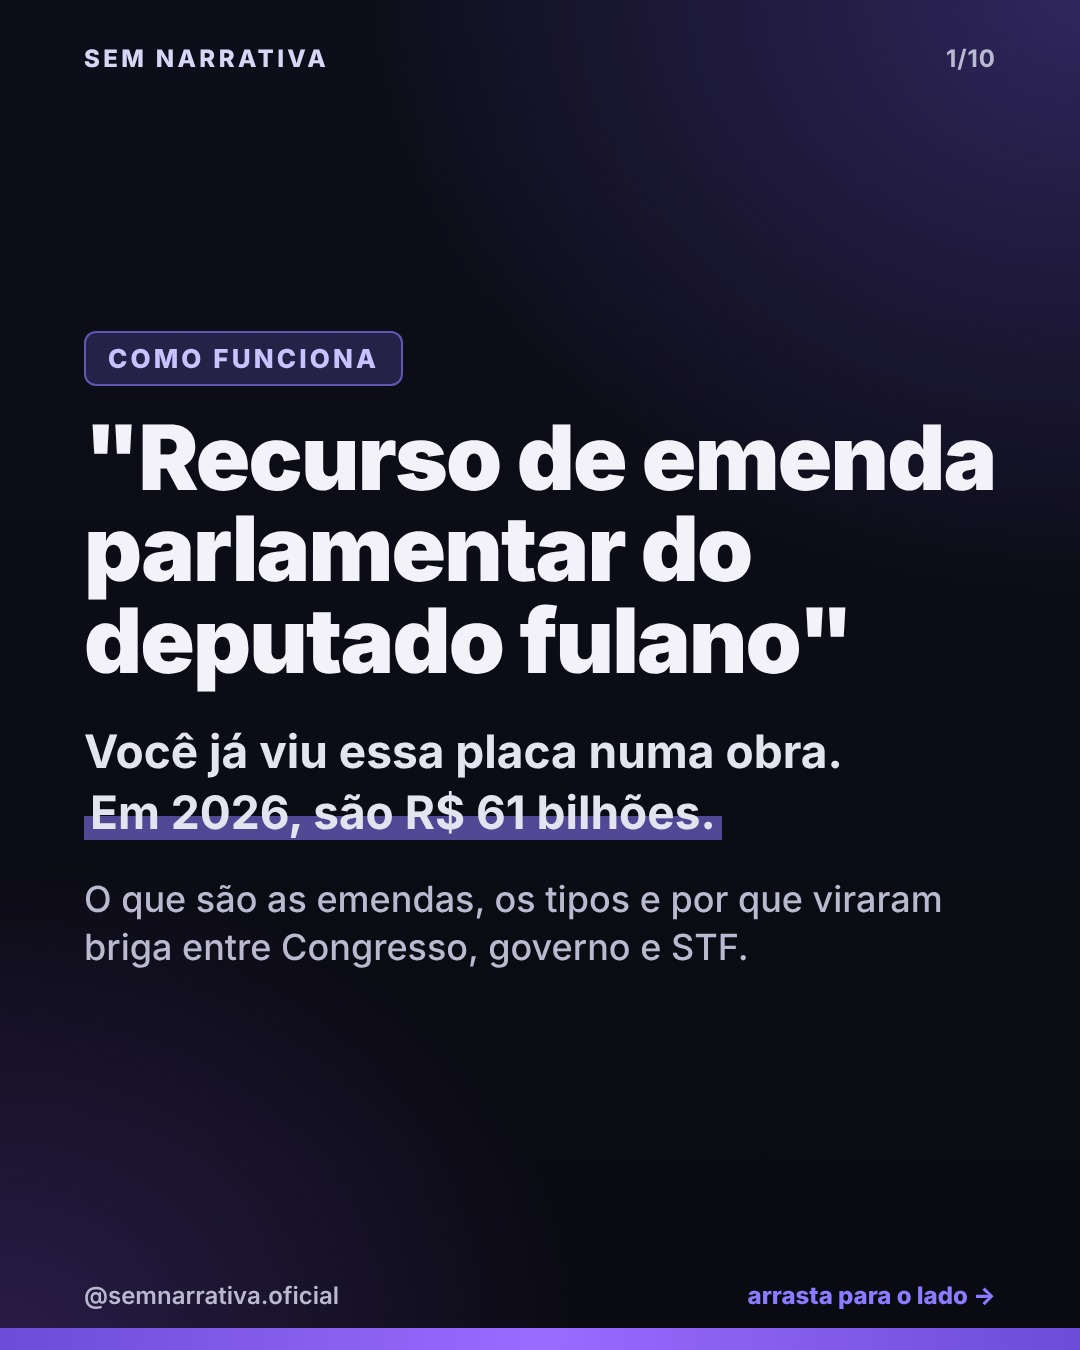 SEM NARRATIVA
1/10
COMO FUNCIONA
"Recurso de emenda
parlamentar do
deputado fulano"
Você já viu essa placa numa obra.
Em 2026, são R$ 61 bilhões.
O que são as emendas, os tipos e por que viraram
briga entre Congresso, governo e STF.
@semnarrativa.oficial
arrasta para o lado →